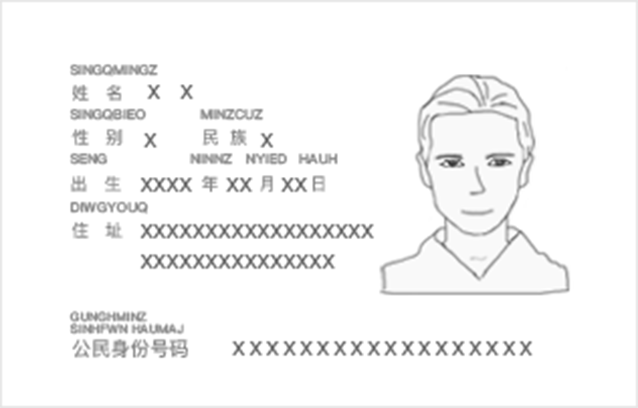 SINGQMINGZ
姓 名 X X
SINGQBIEO MINZCUZ
性 别 X 民 族 X
SENG NINNZ NYIED HAUH
出 生 XXXX 年 XX 月 XX 日
DIWGYOUQ
住 址 XXXXXXXXXXXXXXXXXX
XXXXXXXXXXXXXXX
GUNGHMINZ
SINHFWN HAUMAJ
公民身份号码 XXXXXXXXXXXXXXXXXX